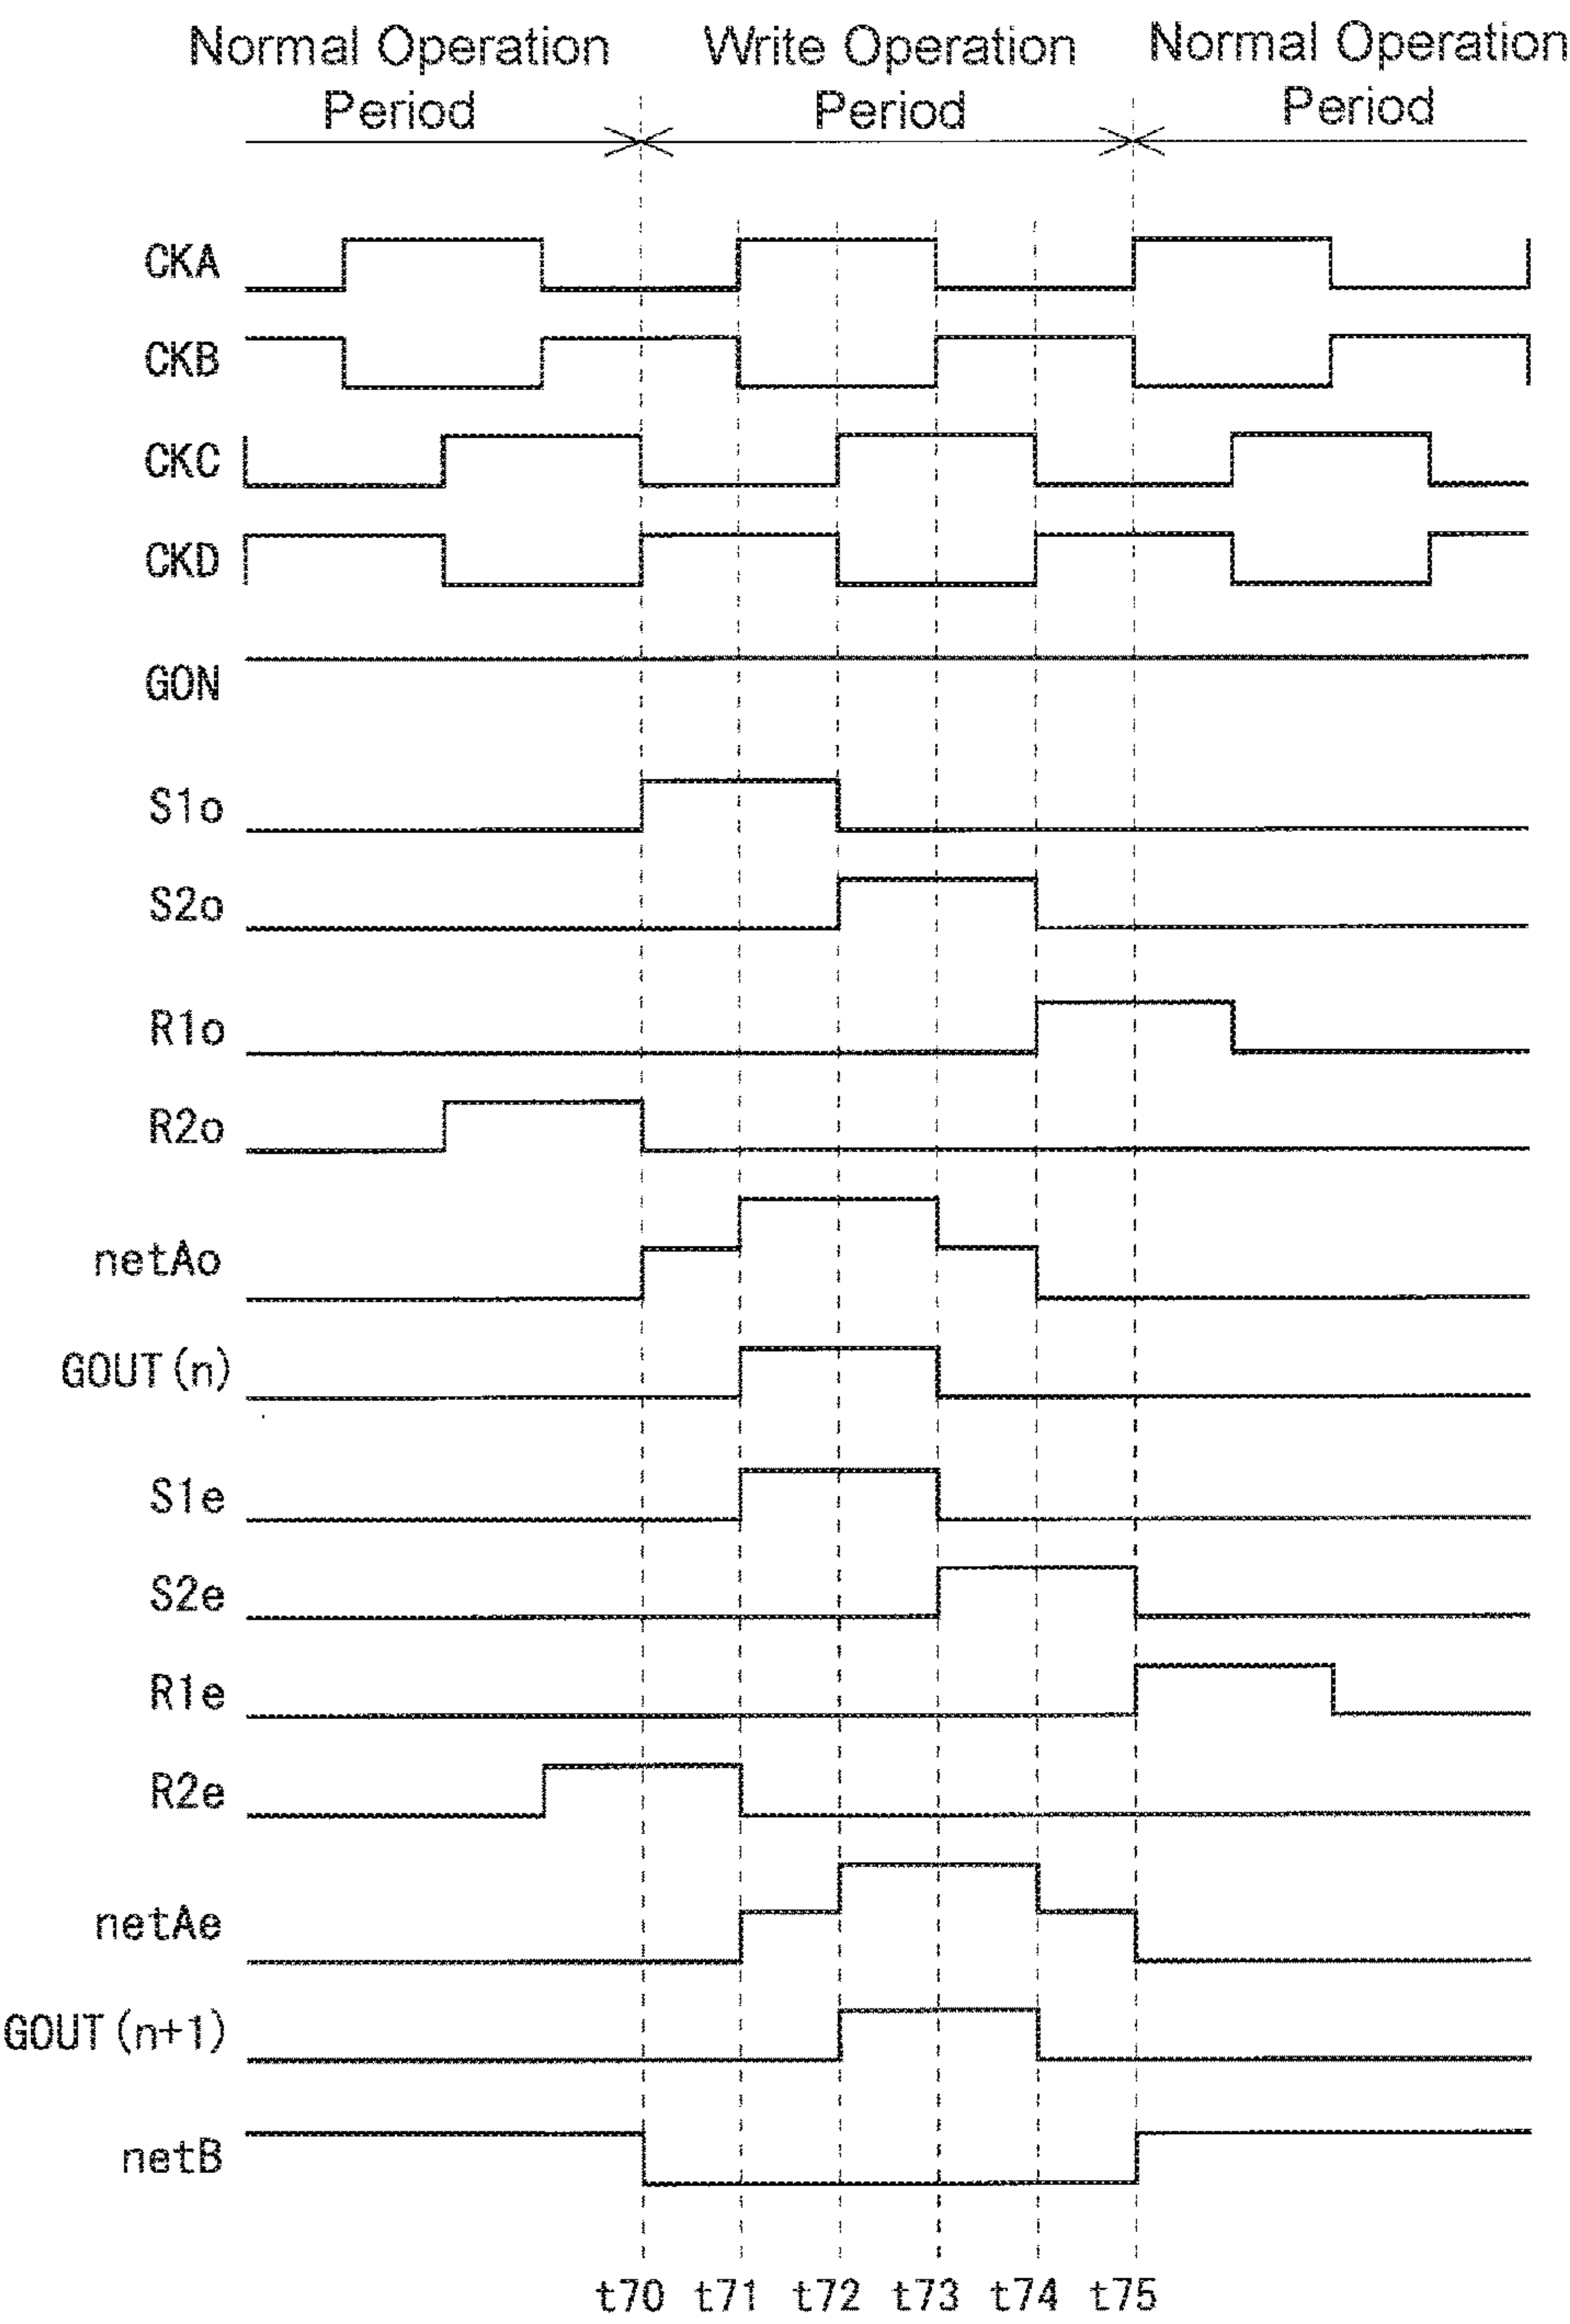 Normal Operation Period
Write Operation Period
Normal Operation Period
CKA
CKB
CKC
CKD
GON
S1o
S2o
R1o
R2o
netAo
GOUT(n)
S1e
S2e
R1e
R2e
netAe
GOUT(n+1)
netB
t70 t71 t72 t73 t74 t75